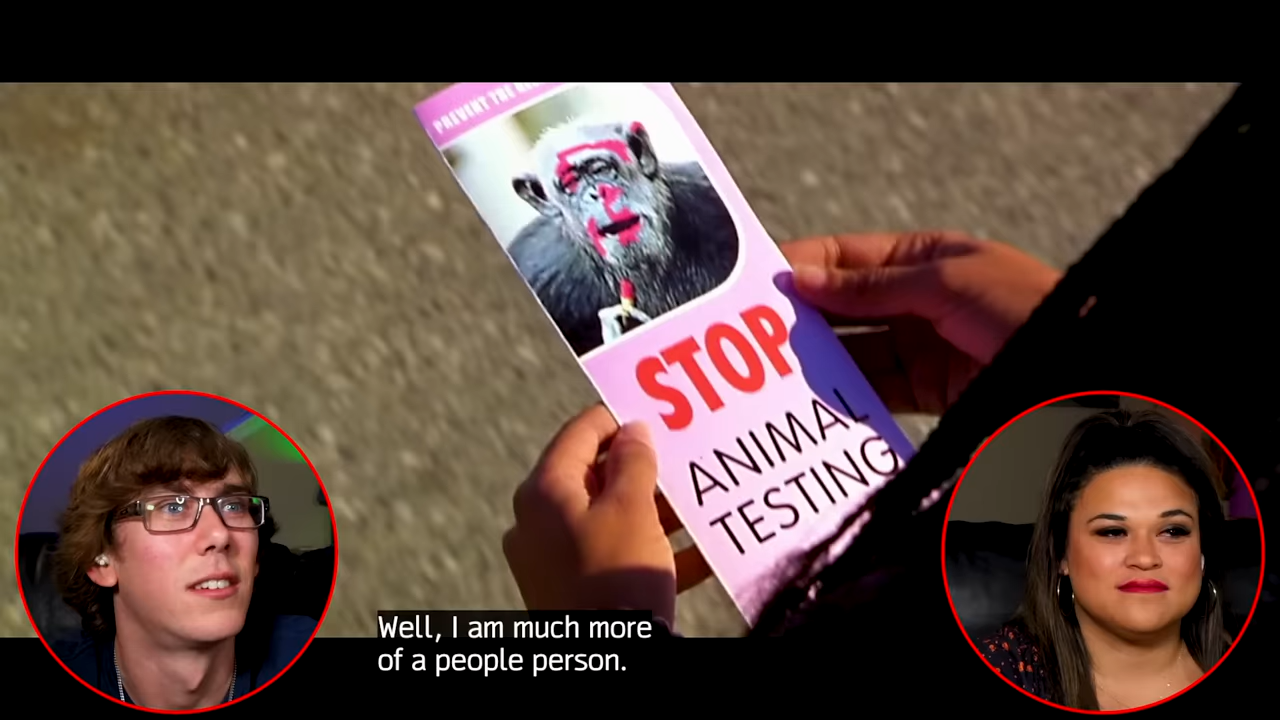 PREVENT THE
STOP
ANIMAL
TESTING
Well, I am much more
of a people person.